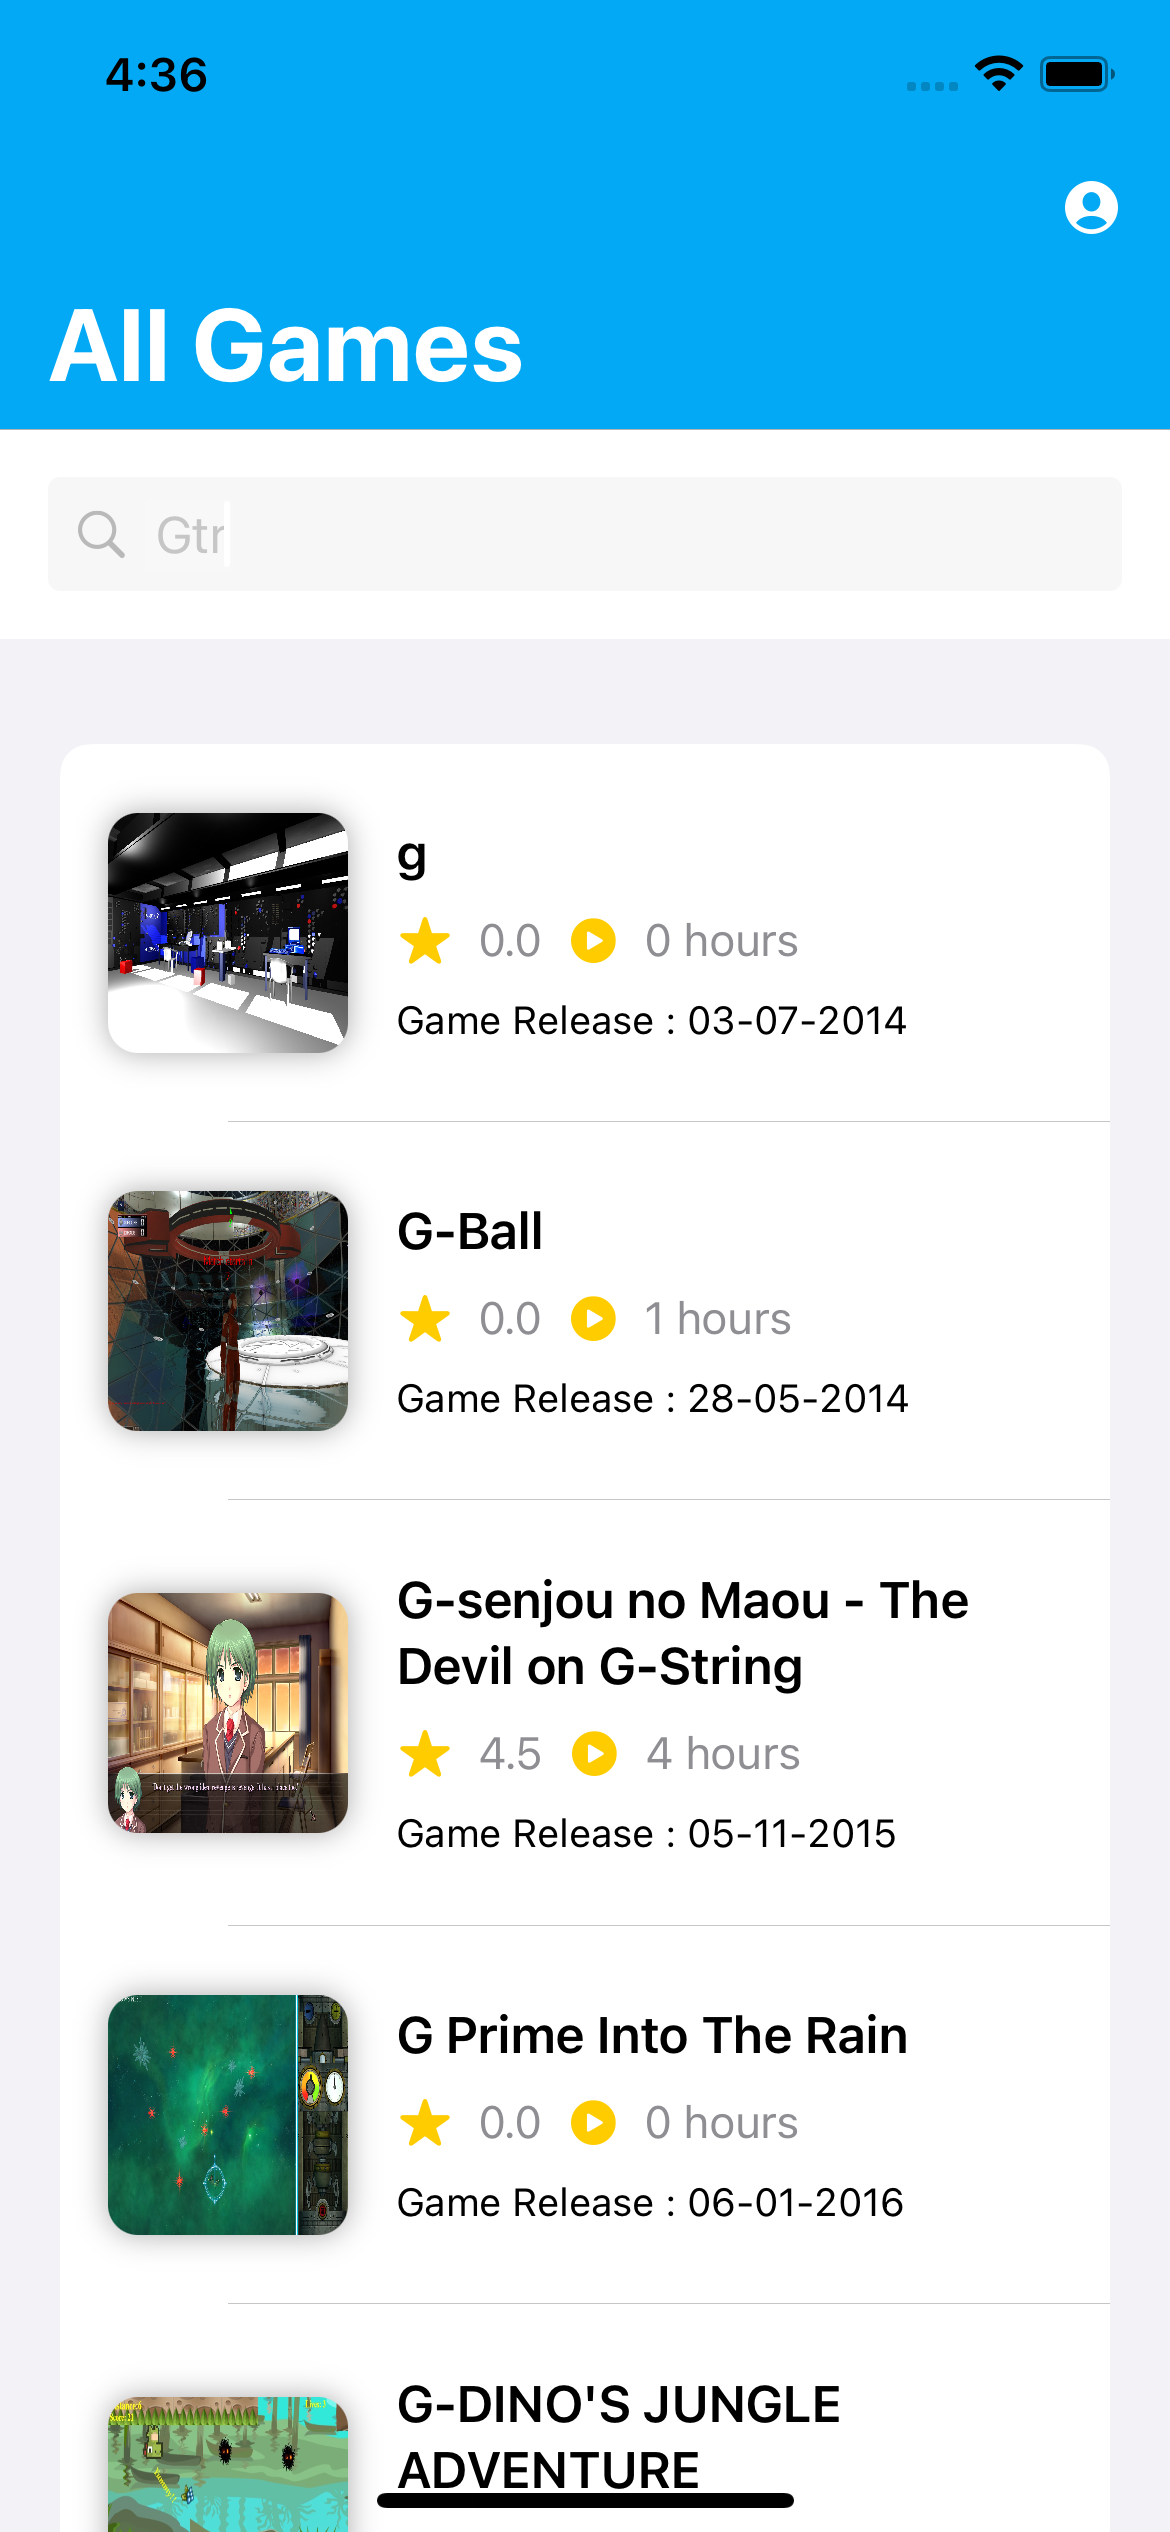 4:36
All Games
Gtr
g
0.0 0 hours
Game Release : 03-07-2014
G-Ball
0.0 1 hours
Game Release : 28-05-2014
G-senjou no Maou - The
Devil on G-String
4.5 4 hours
Game Release : 05-11-2015
G Prime Into The Rain
0.0 0 hours
Game Release : 06-01-2016
G-DINO'S JUNGLE
ADVENTURE